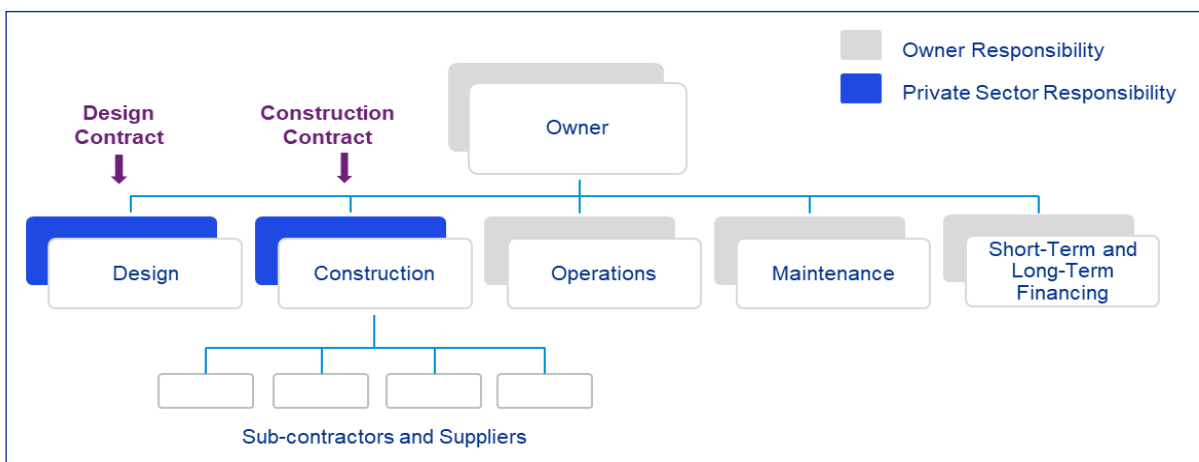 Owner Responsibility
Private Sector Responsibility
Design
Contract
Construction
Contract
Owner
Design
Construction
Operations
Maintenance
Short-Term and
Long-Term
Financing
Sub-contractors and Suppliers